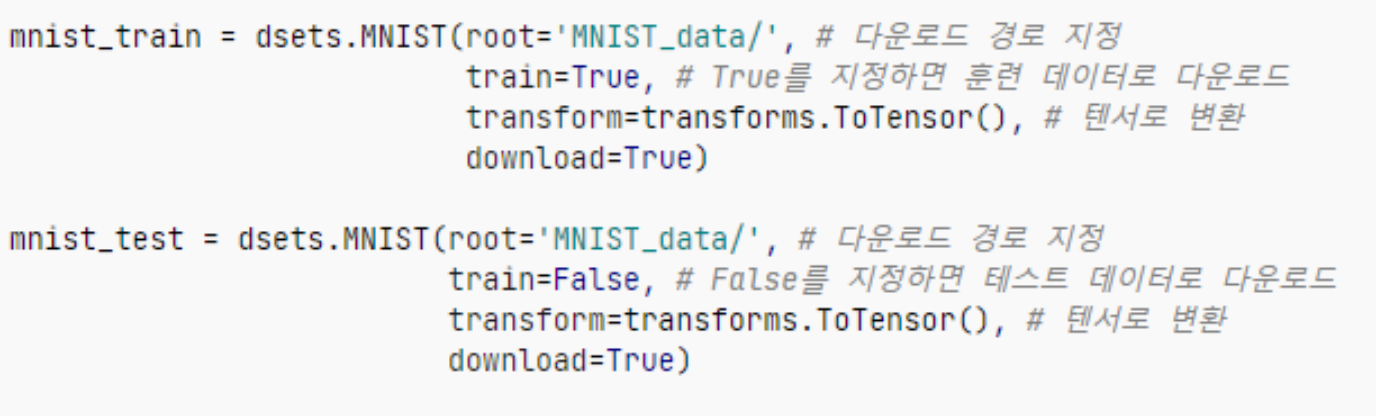 mnist_train = dsets.MNIST(root='MNIST_data/', # 다운로드 경로 지정
train=True, # True를 지정하면 훈련 데이터로 다운로드
transform=transforms.ToTensor(), # 텐서로 변환
download=True)
mnist_test = dsets.MNIST(root='MNIST_data/', # 다운로드 경로 지정
train=False, # False를 지정하면 테스트 데이터로 다운로드
transform=transforms.ToTensor(), # 텐서로 변환
download=True)